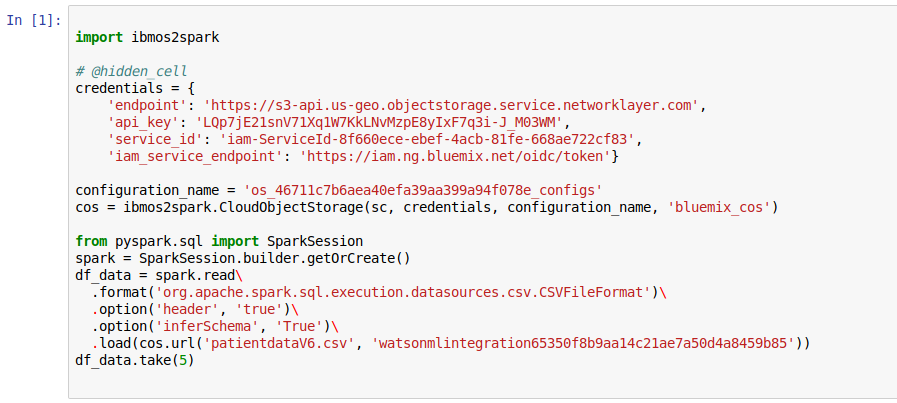 In [1]:
import ibmos2spark
# @hidden_cell
credentials = {
    'endpoint': 'https://s3-api.us-geo.objectstorage.service.networklayer.com',
    'api_key': 'LQp7jE21snV71Xq1W7KkLNvMzpE8yIxF7q3i-J_M03WM',
    'service_id': 'iam-ServiceId-8f660ece-ebef-4acb-81fe-668ae722cf83',
    'iam_service_endpoint': 'https://iam.ng.bluemix.net/oidc/token'}
configuration_name = 'os_46711c7b6aea40efa39aa399a94f078e_configs'
cos = ibmos2spark.CloudObjectStorage(sc, credentials, configuration_name, 'bluemix_cos')
from pyspark.sql import SparkSession
spark = SparkSession.builder.getOrCreate()
df_data = spark.read\
  .format('org.apache.spark.sql.execution.datasources.csv.CSVFileFormat')\
  .option('header', 'true')\
  .option('inferSchema', 'True')\
  .load(cos.url('patientdataV6.csv', 'watsonmlintegration65350f8b9aa14c21ae7a50d4a8459b85'))
df_data.take(5)